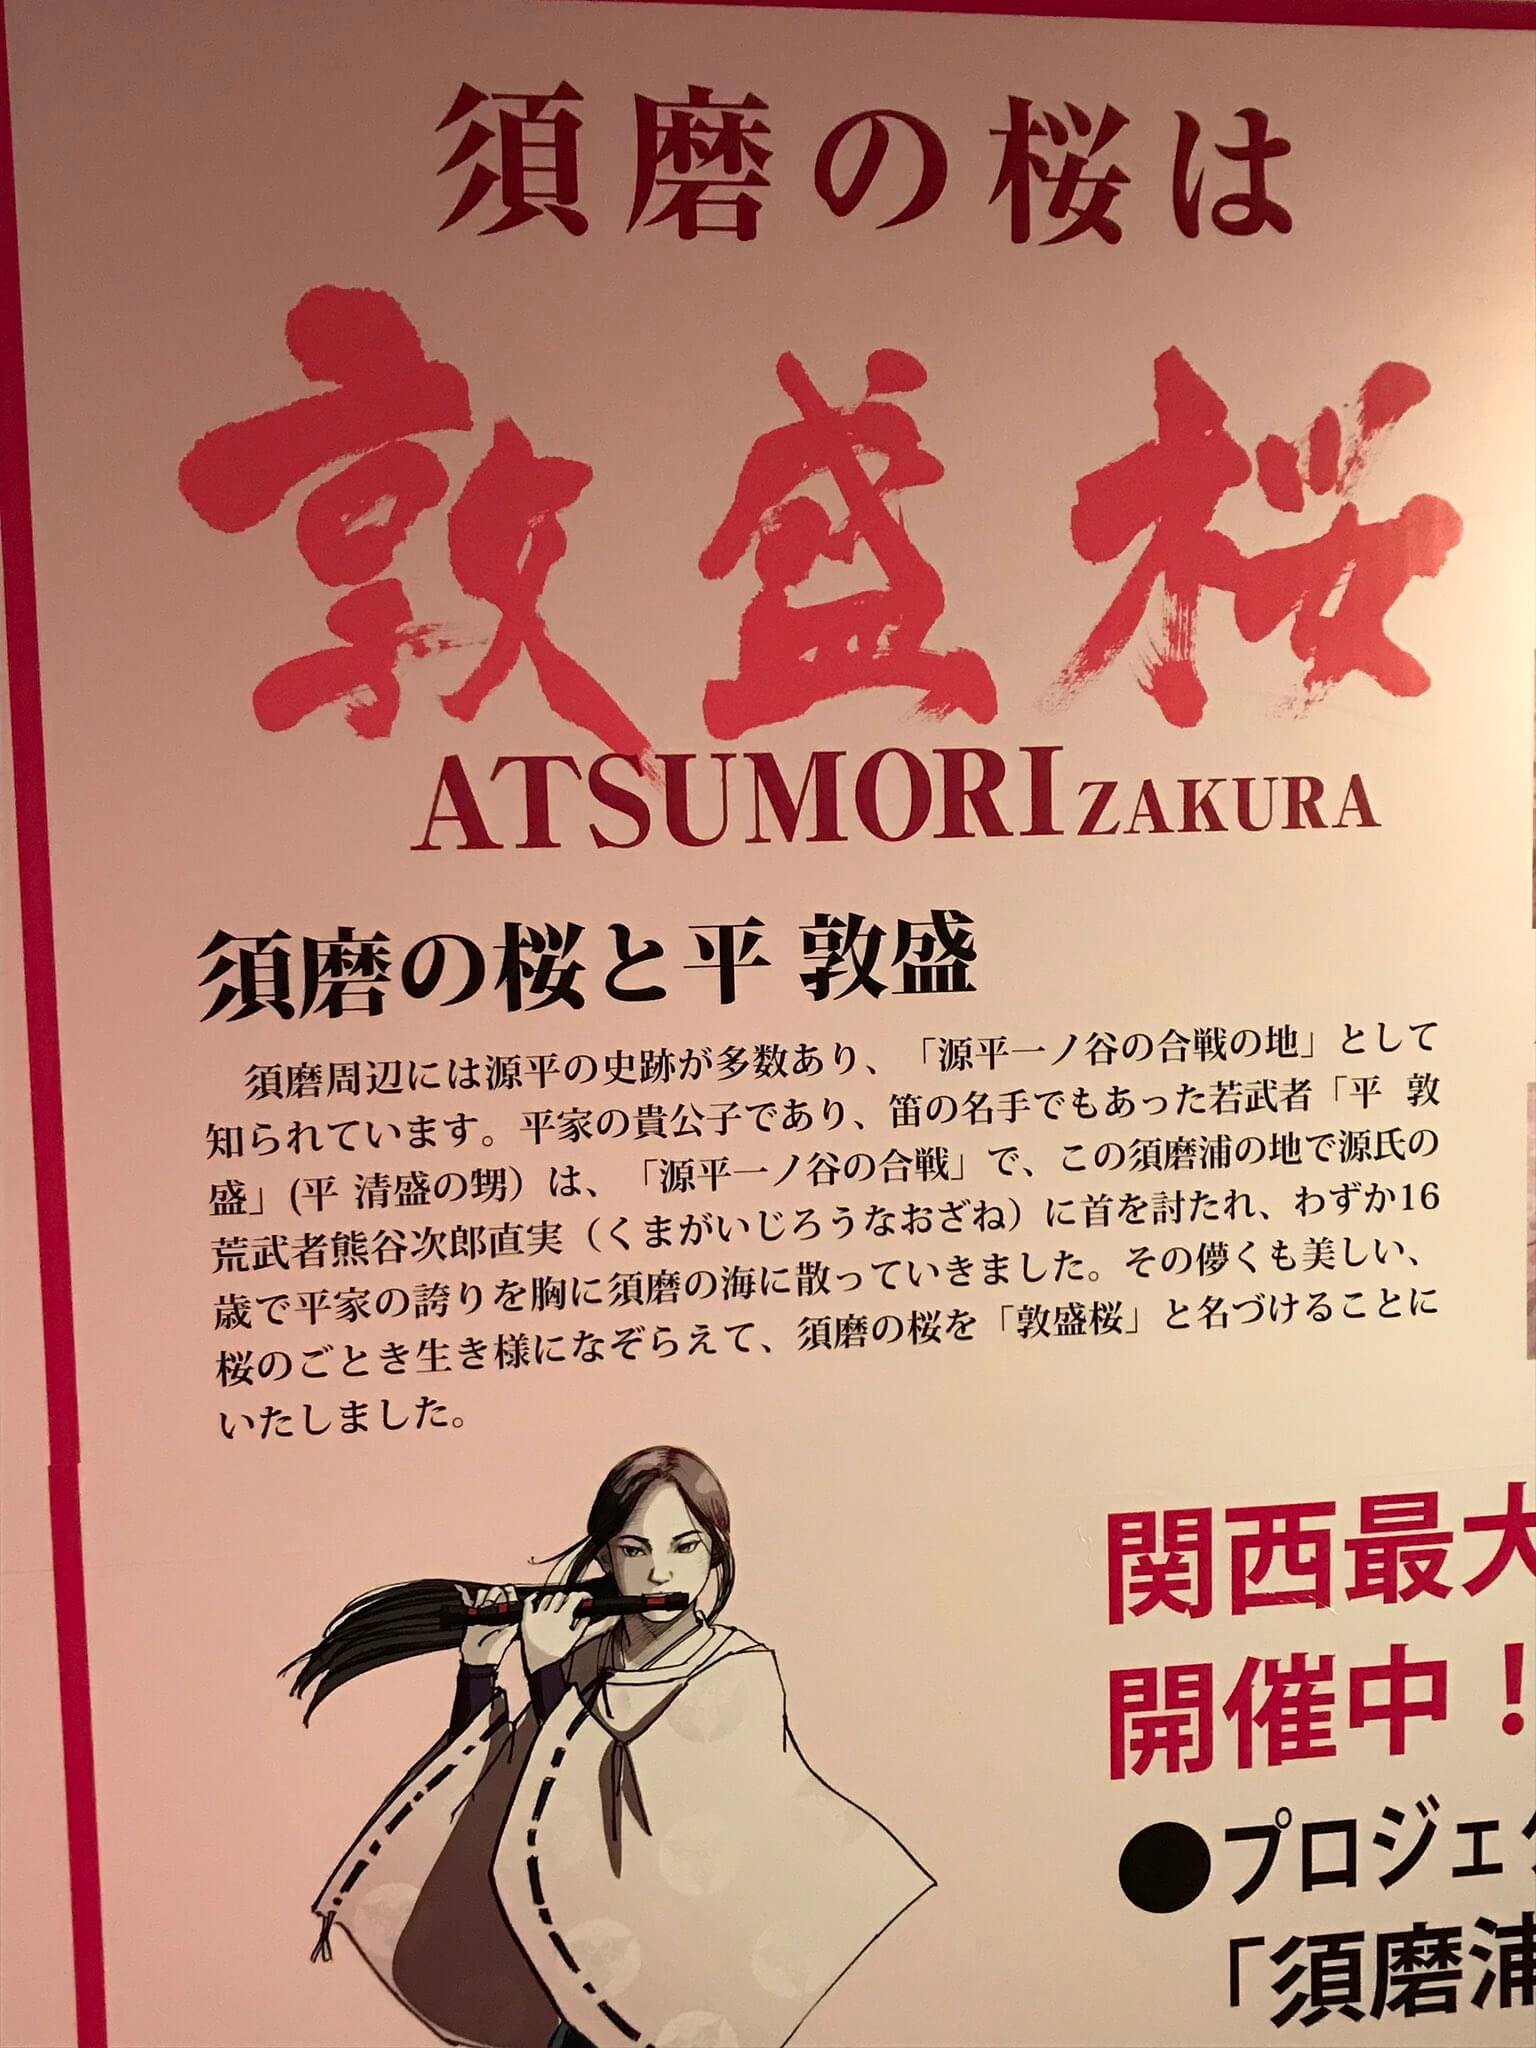 須磨の桜は
敦盛桜
ATSUMORIZAKURA
須磨の桜と平 敦盛
須磨周辺には源平の史跡が多数あり、「源平一ノ谷の合戦の地」として
知られています。平家の貴公子であり、笛の名手でもあった若武者「平 敦
盛」(平 清盛の甥）は、「源平一ノ谷の合戦」で、この須磨浦の地で源氏の
荒武者熊谷次郎直実（くまがいじろうなおざね）に首を討たれ、わずか16
歳で平家の誇りを胸に須磨の海に散っていきました。その儚くも美しい、
桜のごとき生き様になぞらえて、須磨の桜を「敦盛桜」と名づけることに
いたしました。
関西最大
開催中！
●プロジェク
「須磨浦